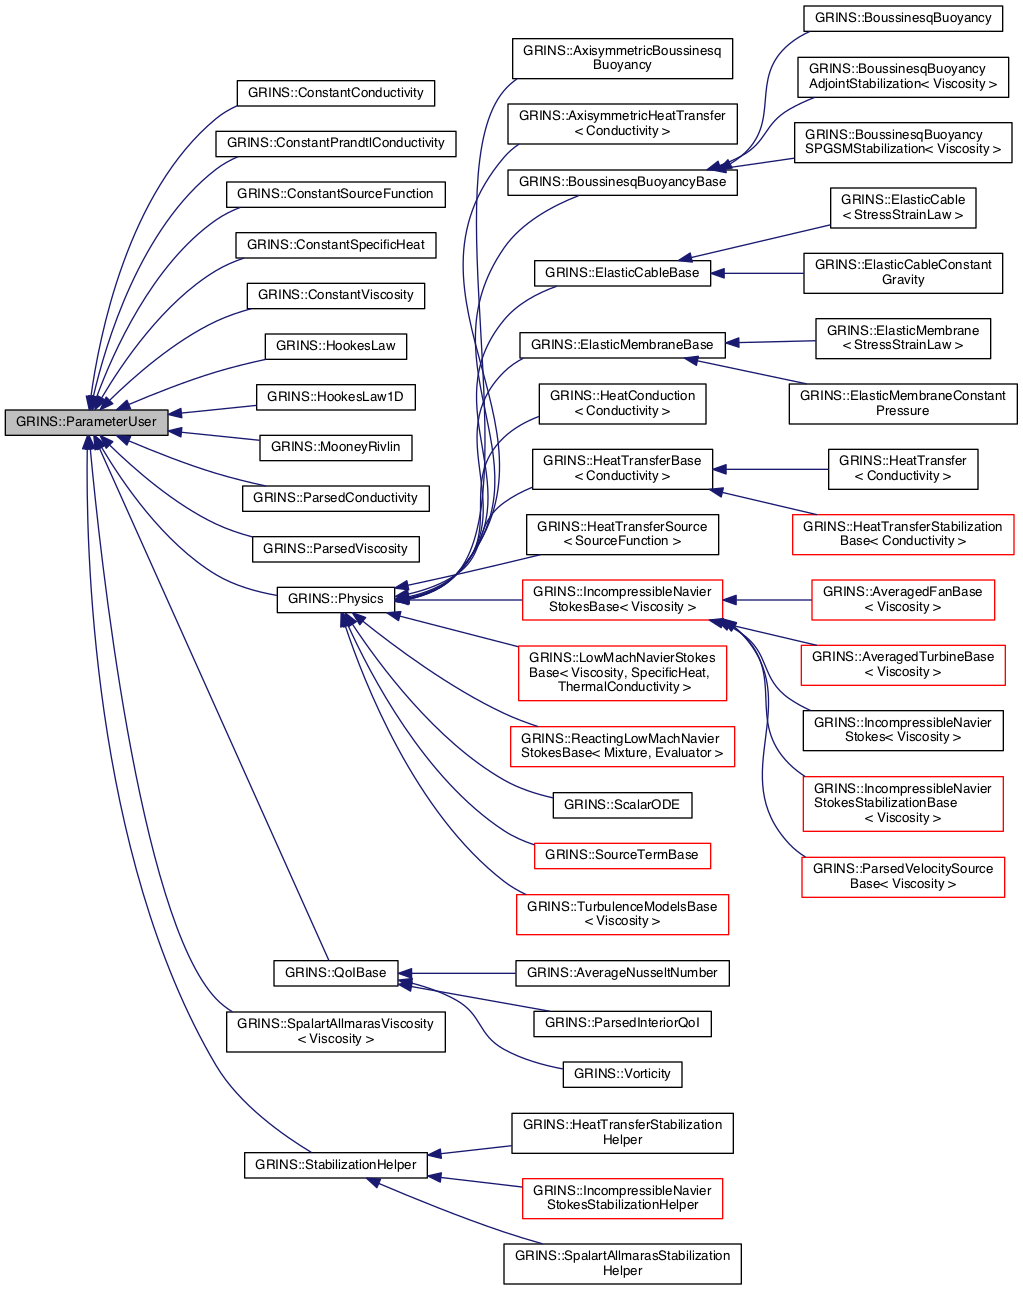 GRINS::ParameterUser
GRINS::ConstantConductivity
GRINS::ConstantPrandtlConductivity
GRINS::ConstantSourceFunction
GRINS::ConstantSpecificHeat
GRINS::ConstantViscosity
GRINS::HookesLaw
GRINS::HookesLaw1D
GRINS::MooneyRivlin
GRINS::ParsedConductivity
GRINS::ParsedViscosity
GRINS::Physics
GRINS::QoIBase
GRINS::SpalartAllmarasViscosity
< Viscosity >
GRINS::StabilizationHelper
GRINS::AxisymmetricBoussinesq
Buoyancy
GRINS::AxisymmetricHeatTransfer
< Conductivity >
GRINS::BoussinesqBuoyancyBase
GRINS::ElasticCableBase
GRINS::ElasticMembraneBase
GRINS::HeatConduction
< Conductivity >
GRINS::HeatTransferBase
< Conductivity >
GRINS::HeatTransferSource
< SourceFunction >
GRINS::IncompressibleNavier
StokesBase< Viscosity >
GRINS::LowMachNavierStokes
Base< Viscosity, SpecificHeat,
ThermalConductivity >
GRINS::ReactingLowMachNavier
StokesBase< Mixture, Evaluator >
GRINS::ScalarODE
GRINS::SourceTermBase
GRINS::TurbulenceModelsBase
< Viscosity >
GRINS::AverageNusseltNumber
GRINS::ParsedInteriorQoI
GRINS::Vorticity
GRINS::HeatTransferStabilization
Helper
GRINS::IncompressibleNavier
StokesStabilizationHelper
GRINS::SpalartAllmarasStabilization
Helper
GRINS::BoussinesqBuoyancy
GRINS::BoussinesqBuoyancy
AdjointStabilization< Viscosity >
GRINS::BoussinesqBuoyancy
SPGSMStabilization< Viscosity >
GRINS::ElasticCable
< StressStrainLaw >
GRINS::ElasticCableConstant
Gravity
GRINS::ElasticMembrane
< StressStrainLaw >
GRINS::ElasticMembraneConstant
Pressure
GRINS::HeatTransfer
< Conductivity >
GRINS::HeatTransferStabilization
Base< Conductivity >
GRINS::AveragedFanBase
< Viscosity >
GRINS::AveragedTurbineBase
< Viscosity >
GRINS::IncompressibleNavier
Stokes< Viscosity >
GRINS::IncompressibleNavier
StokesStabilizationBase
< Viscosity >
GRINS::ParsedVelocitySource
Base< Viscosity >